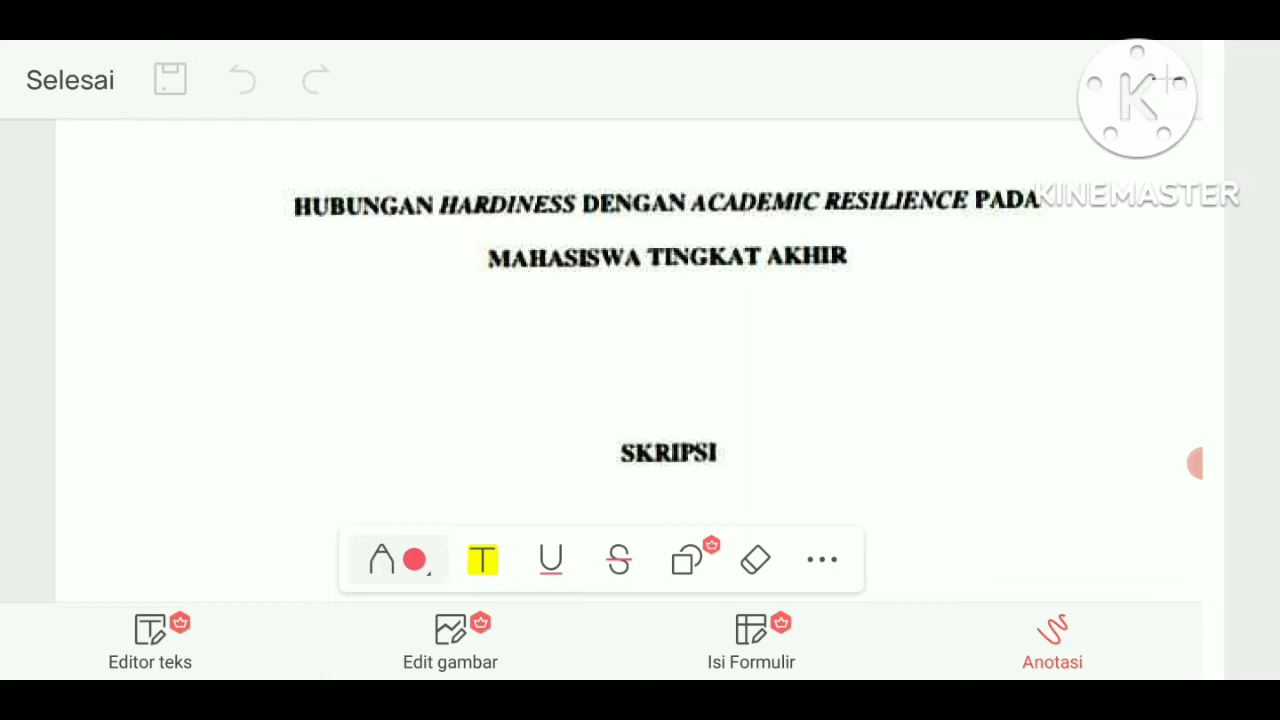 Selesai
KINEMASTER
HUBUNGAN HARDINESS DENGAN ACADEMIC RESILIENCE PADA
MAHASISWA TINGKAT AKHIR
SKRIPSI
Editor teks
Edit gambar
Isi Formulir
Anotasi